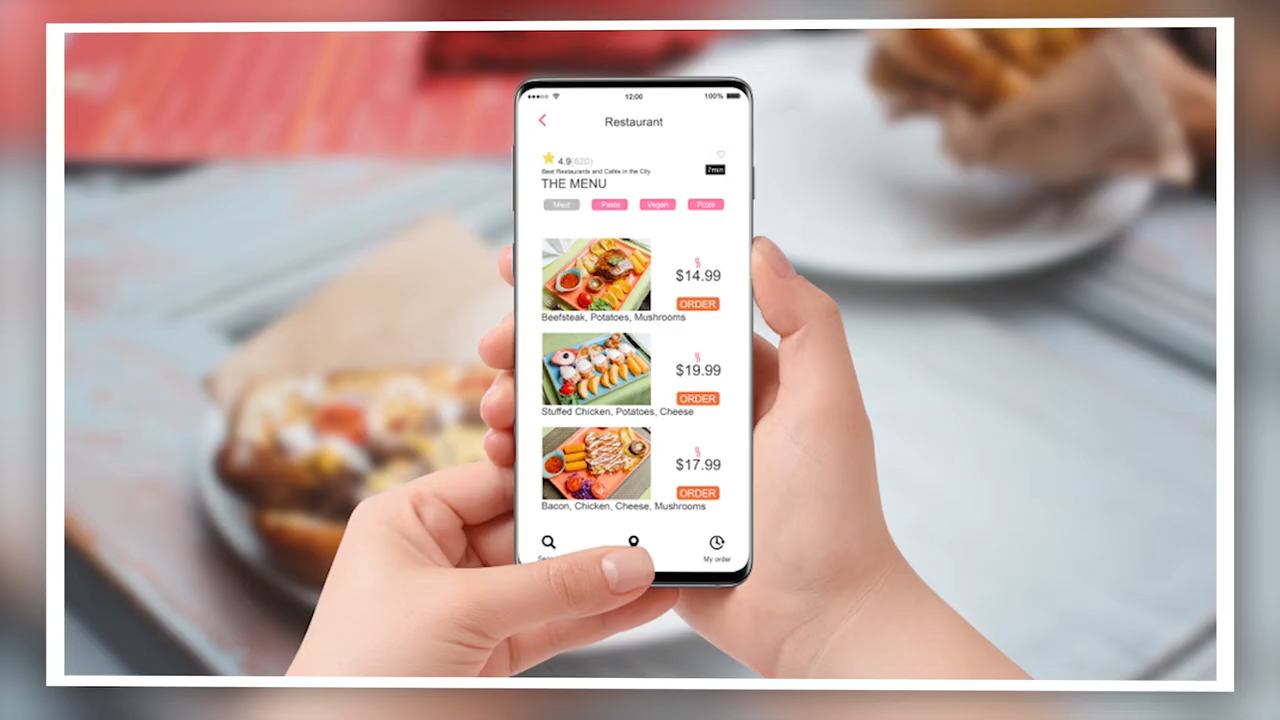 12:00
100%
Restaurant
4.9(620)
7min
Best Restaurants and Cafés in the City
THE MENU
Meat
Pasta
Vegan
Pizza
$14.99
ORDER
Beefsteak, Potatoes, Mushrooms
$19.99
ORDER
Stuffed Chicken, Potatoes, Cheese
$17.99
ORDER
Bacon, Chicken, Cheese, Mushrooms
My order